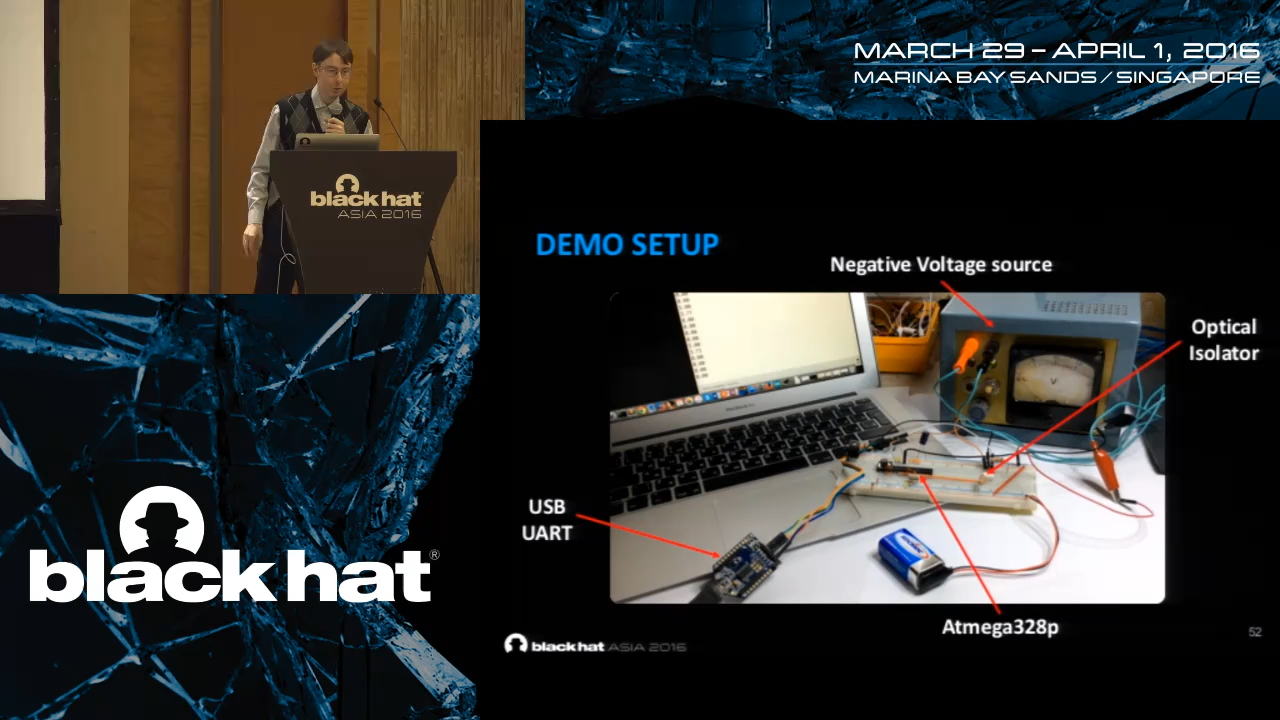 MARCH 29 – APRIL 1, 2016
MARINA BAY SANDS / SINGAPORE
black hat
ASIA 2016
DEMO SETUP
Negative Voltage source
Optical
Isolator
V
USB
UART
Atmega328p
black hat ASIA 2016
52
black hat®